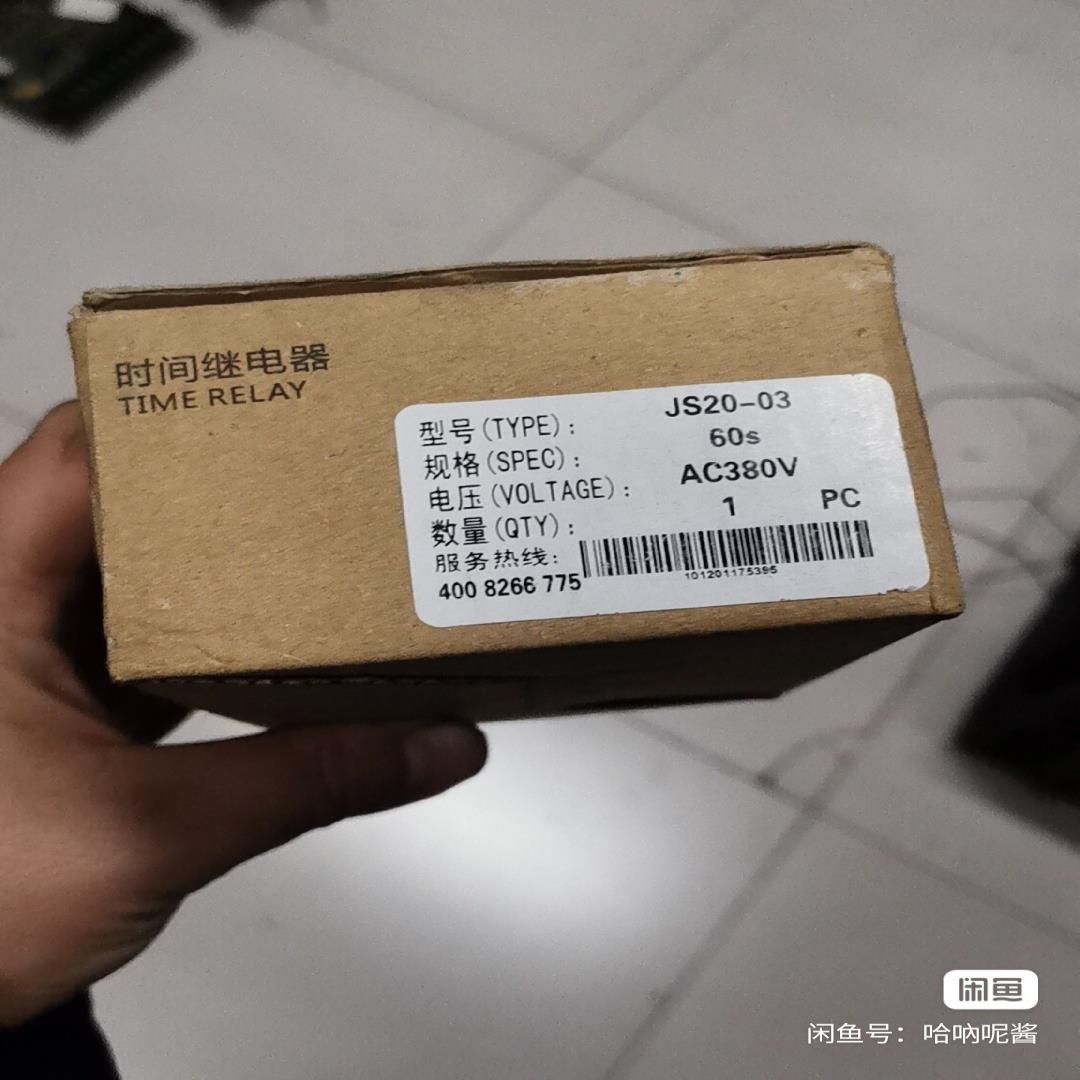 时间继电器
TIME RELAY
型号(TYPE): JS20-03
规格(SPEC): 60s
电压(VOLTAGE): AC380V
数量(QTY): 1 PC
服务热线:
400 8266 775
101201175395
闲鱼
闲鱼号：哈吶呢酱